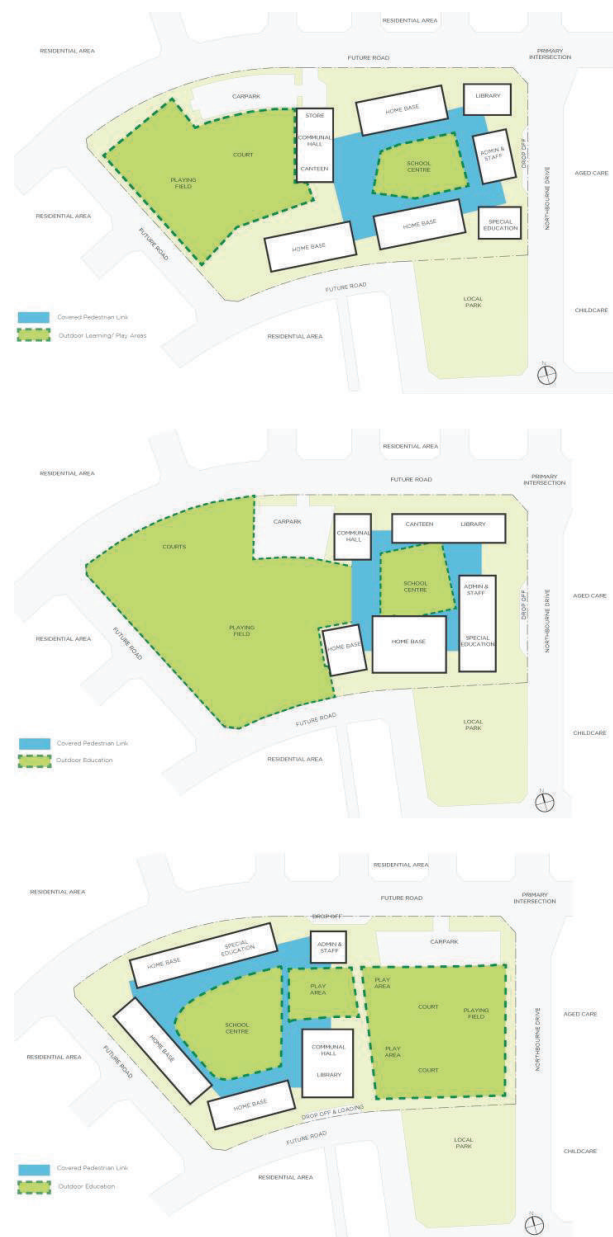 RESIDENTIAL AREA
RESIDENTIAL AREA
FUTURE ROAD
PRIMARY
INTERSECTION
CARPARK
STORE
HOME BASE
LIBRARY
COURT
COMMUNAL
HALL
ADMIN &
STAFF
DROP OFF
SCHOOL
CENTRE
CANTEEN
AGED CARE
PLAYING
FIELD
NORTHBOURNE DRIVE
RESIDENTIAL AREA
FUTURE ROAD
HOME BASE
HOME BASE
SPECIAL
EDUCATION
FUTURE ROAD
LOCAL
PARK
CHILDCARE
Covered Pedestrian Link
Outdoor Learning/ Play Areas
RESIDENTIAL AREA
N
RESIDENTIAL AREA
RESIDENTIAL AREA
FUTURE ROAD
PRIMARY
INTERSECTION
CARPARK
COMMUNAL
HALL
CANTEEN
LIBRARY
COURTS
SCHOOL
CENTRE
ADMIN &
STAFF
DROP OFF
AGED CARE
NORTHBOURNE DRIVE
PLAYING
FIELD
RESIDENTIAL AREA
FUTURE ROAD
HOME BASE
HOME BASE
SPECIAL
EDUCATION
FUTURE ROAD
LOCAL
PARK
CHILDCARE
Covered Pedestrian Link
Outdoor Education
RESIDENTIAL AREA
N
RESIDENTIAL AREA
RESIDENTIAL AREA
FUTURE ROAD
PRIMARY
INTERSECTION
DROP OFF
SPECIAL
EDUCATION
HOME BASE
ADMIN &
STAFF
CARPARK
PLAY
AREA
PLAY
AREA
COURT
PLAYING
FIELD
AGED CARE
SCHOOL
CENTRE
NORTHBOURNE DRIVE
HOME BASE
COMMUNAL
HALL
PLAY
AREA
RESIDENTIAL AREA
FUTURE ROAD
LIBRARY
COURT
HOME BASE
DROP OFF & LOADING
FUTURE ROAD
LOCAL
PARK
CHILDCARE
Covered Pedestrian Link
Outdoor Education
RESIDENTIAL AREA
N